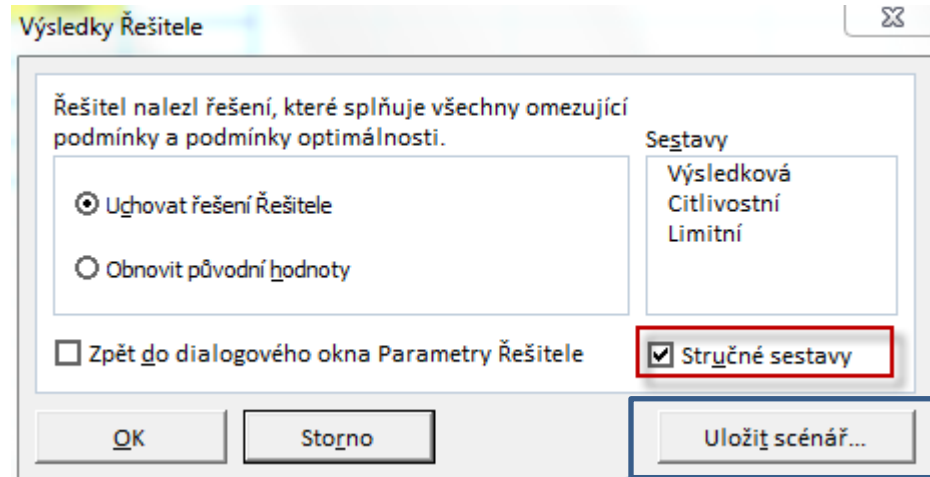 Výsledky Řešitele
Řešitel nalezl řešení, které splňuje všechny omezující
podmínky a podmínky optimálnosti.
Sestavy
Uchovat řešení Řešitele
Obnovit původní hodnoty
Výsledková
Citlivostní
Limitní
Zpět do dialogového okna Parametry Řešitele
Stručné sestavy
OK
Storno
Uložit scénář...